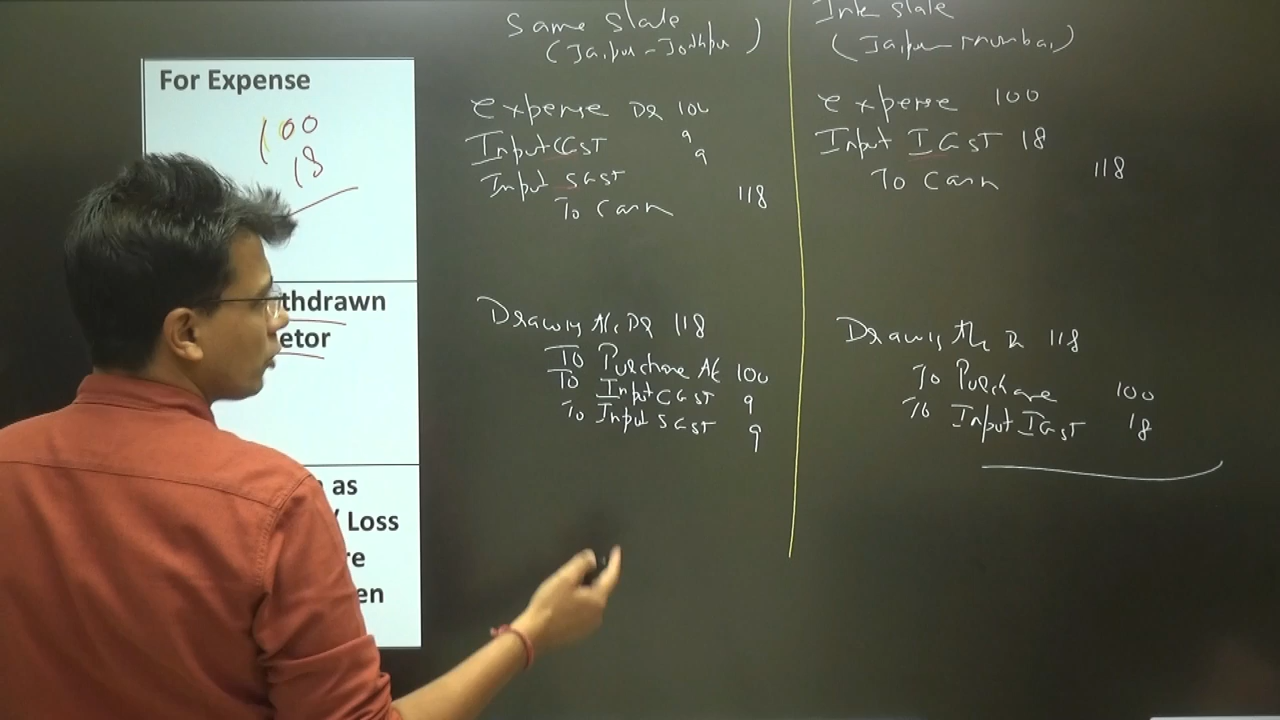 For Expense
100
18
thdrawn
etor
as
/ Loss
re
en
Same State
(Jaipur - Jodhpur)
expense DR 100
Input CGST 9
Input SGST 9
To Cash 118
Drawing A/c DR 118
To Purchase A/c 100
To Input CGST 9
To Input SGST 9
Inter State
(Jaipur - Mumbai)
expense 100
Input IGST 18
To Cash 118
Drawing A/c DR 118
To Purchase 100
To Input IGST 18